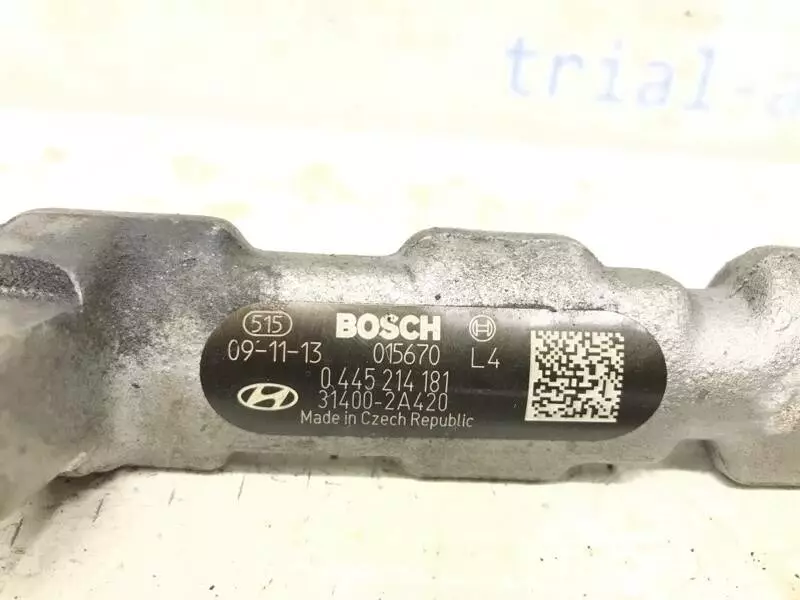 trial-a
515 BOSCH
09-11-13 015670 L4
0 445 214 181
31400-2A420
Made in Czech Republic